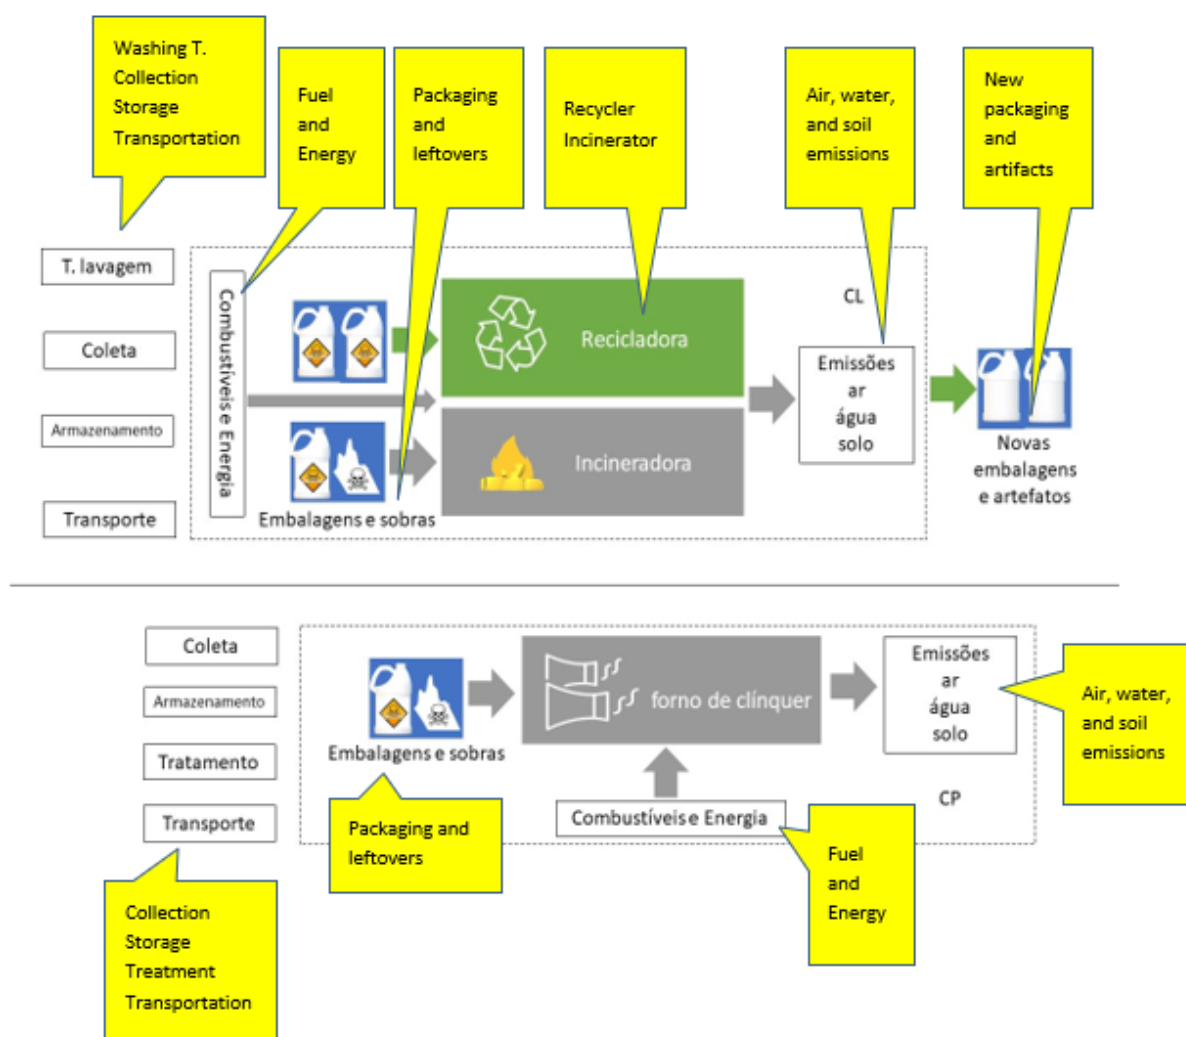 Washing T.
Collection
Storage
Transportation
Fuel
and
Energy
Packaging
and
leftovers
Recycler
Incinerator
Air, water,
and soil
emissions
New
packaging
and
artifacts
T. lavagem
Coleta
Armazenamento
Transporte
Combustíveis e Energia
Embalagens e sobras
Recicladora
Incineradora
CL
Emissões
ar
água
solo
Novas
embalagens
e artefatos
Coleta
Armazenamento
Tratamento
Transporte
Embalagens e sobras
forno de clínquer
Combustíveis e Energia
Emissões
ar
água
solo
CP
Air, water,
and soil
emissions
Packaging and
leftovers
Fuel
and
Energy
Collection
Storage
Treatment
Transportation